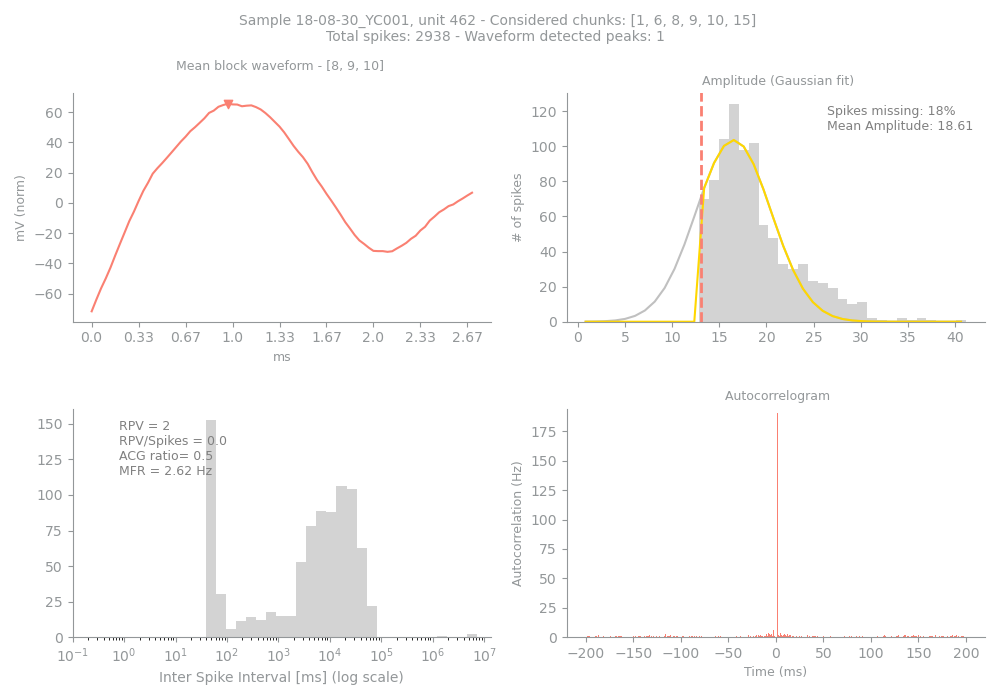 Sample 18-08-30_YC001, unit 462 - Considered chunks: [1, 6, 8, 9, 10, 15]
Total spikes: 2938 - Waveform detected peaks: 1
Mean block waveform - [8, 9, 10]
mV (norm)
60
40
20
0
−20
−40
−60
0.0 0.33 0.67 1.0 1.33 1.67 2.0 2.33 2.67
ms
Amplitude (Gaussian fit)
Spikes missing: 18%
Mean Amplitude: 18.61
# of spikes
120
100
80
60
40
20
0
0 5 10 15 20 25 30 35 40
RPV = 2
RPV/Spikes = 0.0
ACG ratio= 0.5
MFR = 2.62 Hz
150
125
100
75
50
25
0
10⁻¹ 10⁰ 10¹ 10² 10³ 10⁴ 10⁵ 10⁶ 10⁷
Inter Spike Interval [ms] (log scale)
Autocorrelogram
Autocorrelation (Hz)
175
150
125
100
75
50
25
0
−200 −150 −100 −50 0 50 100 150 200
Time (ms)